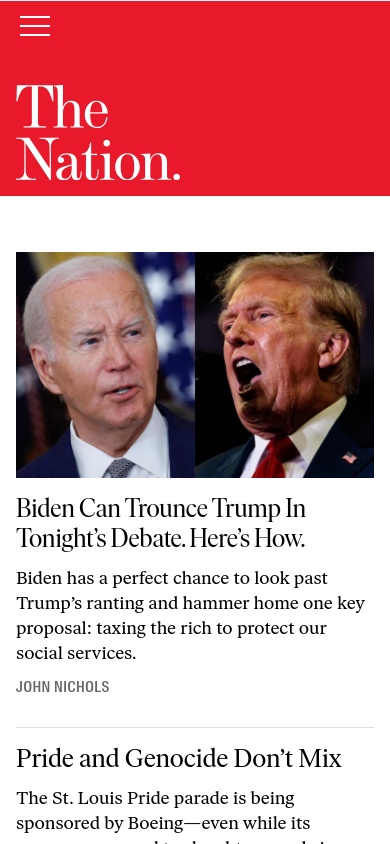 The
Nation.
Biden Can Trounce Trump In
Tonight’s Debate. Here’s How.
Biden has a perfect chance to look past
Trump’s ranting and hammer home one key
proposal: taxing the rich to protect our
social services.
JOHN NICHOLS
Pride and Genocide Don’t Mix
The St. Louis Pride parade is being
sponsored by Boeing—even while its